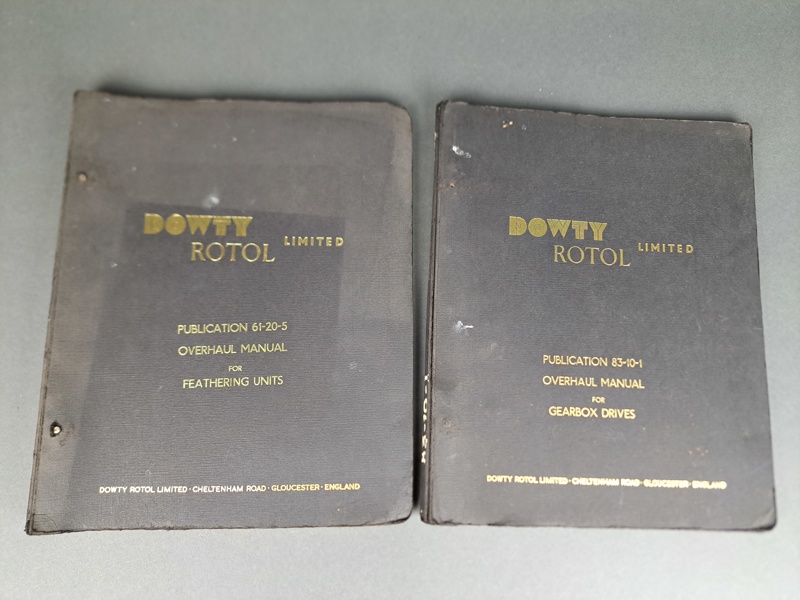 DOWTY
ROTOL LIMITED
PUBLICATION 61-20-5
OVERHAUL MANUAL
FOR
FEATHERING UNITS
DOWTY ROTOL LIMITED · CHELTENHAM ROAD · GLOUCESTER · ENGLAND
DOWTY
ROTOL LIMITED
PUBLICATION 83-10-1
OVERHAUL MANUAL
FOR
GEARBOX DRIVES
DOWTY ROTOL LIMITED · CHELTENHAM ROAD · GLOUCESTER · ENGLAND